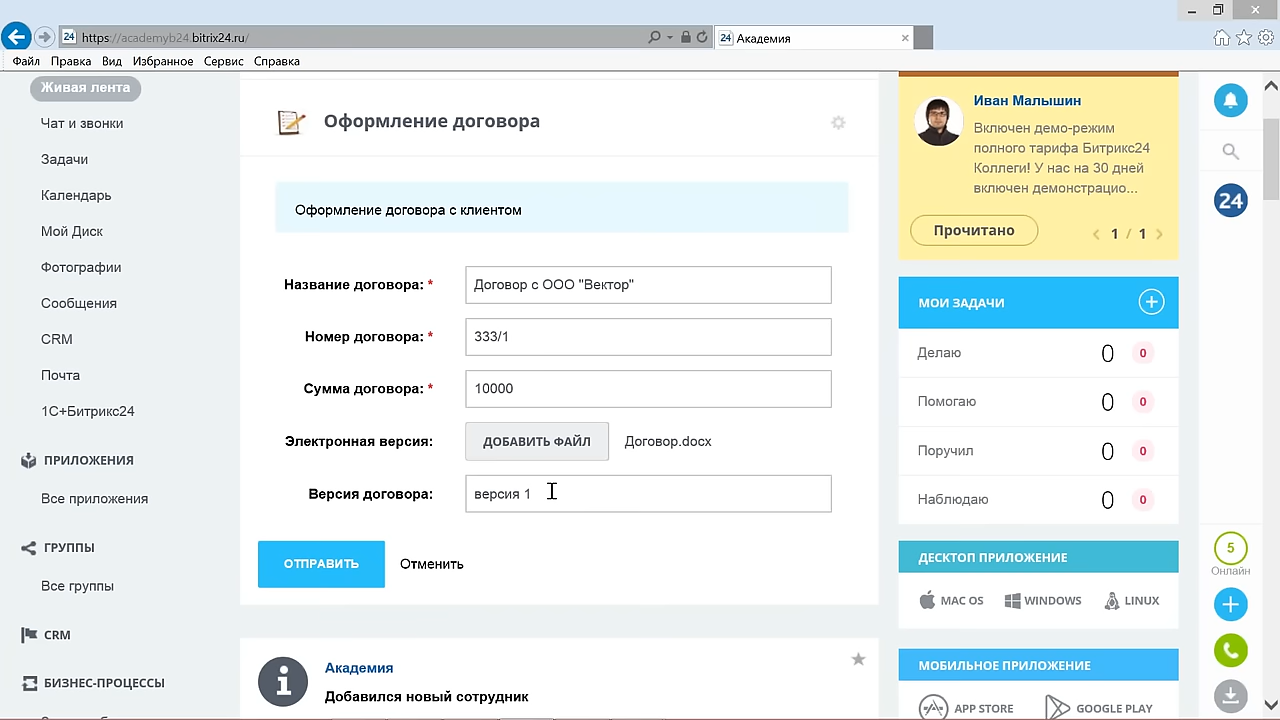 24 https://academyb24.bitrix24.ru/
24 Академия
Файл Правка Вид Избранное Сервис Справка
Живая лента
Чат и звонки
Задачи
Календарь
Мой Диск
Фотографии
Сообщения
CRM
Почта
1С+Битрикс24
ПРИЛОЖЕНИЯ
Все приложения
ГРУППЫ
Все группы
CRM
БИЗНЕС-ПРОЦЕССЫ
Оформление договора
Оформление договора с клиентом
Название договора: * Договор с ООО "Вектор"
Номер договора: * 333/1
Сумма договора: * 10000
Электронная версия: ДОБАВИТЬ ФАЙЛ Договор.docx
Версия договора: версия 1
ОТПРАВИТЬ Отменить
Академия
Добавился новый сотрудник
Иван Малышин
Включен демо-режим
полного тарифа Битрикс24
Коллеги! У нас на 30 дней
включен демонстрацио...
Прочитано 1 / 1
МОИ ЗАДАЧИ
Делаю 0 0
Помогаю 0 0
Поручил 0 0
Наблюдаю 0 0
ДЕСКТОП ПРИЛОЖЕНИЕ
MAC OS WINDOWS LINUX
МОБИЛЬНОЕ ПРИЛОЖЕНИЕ
APP STORE GOOGLE PLAY
24
5
Онлайн